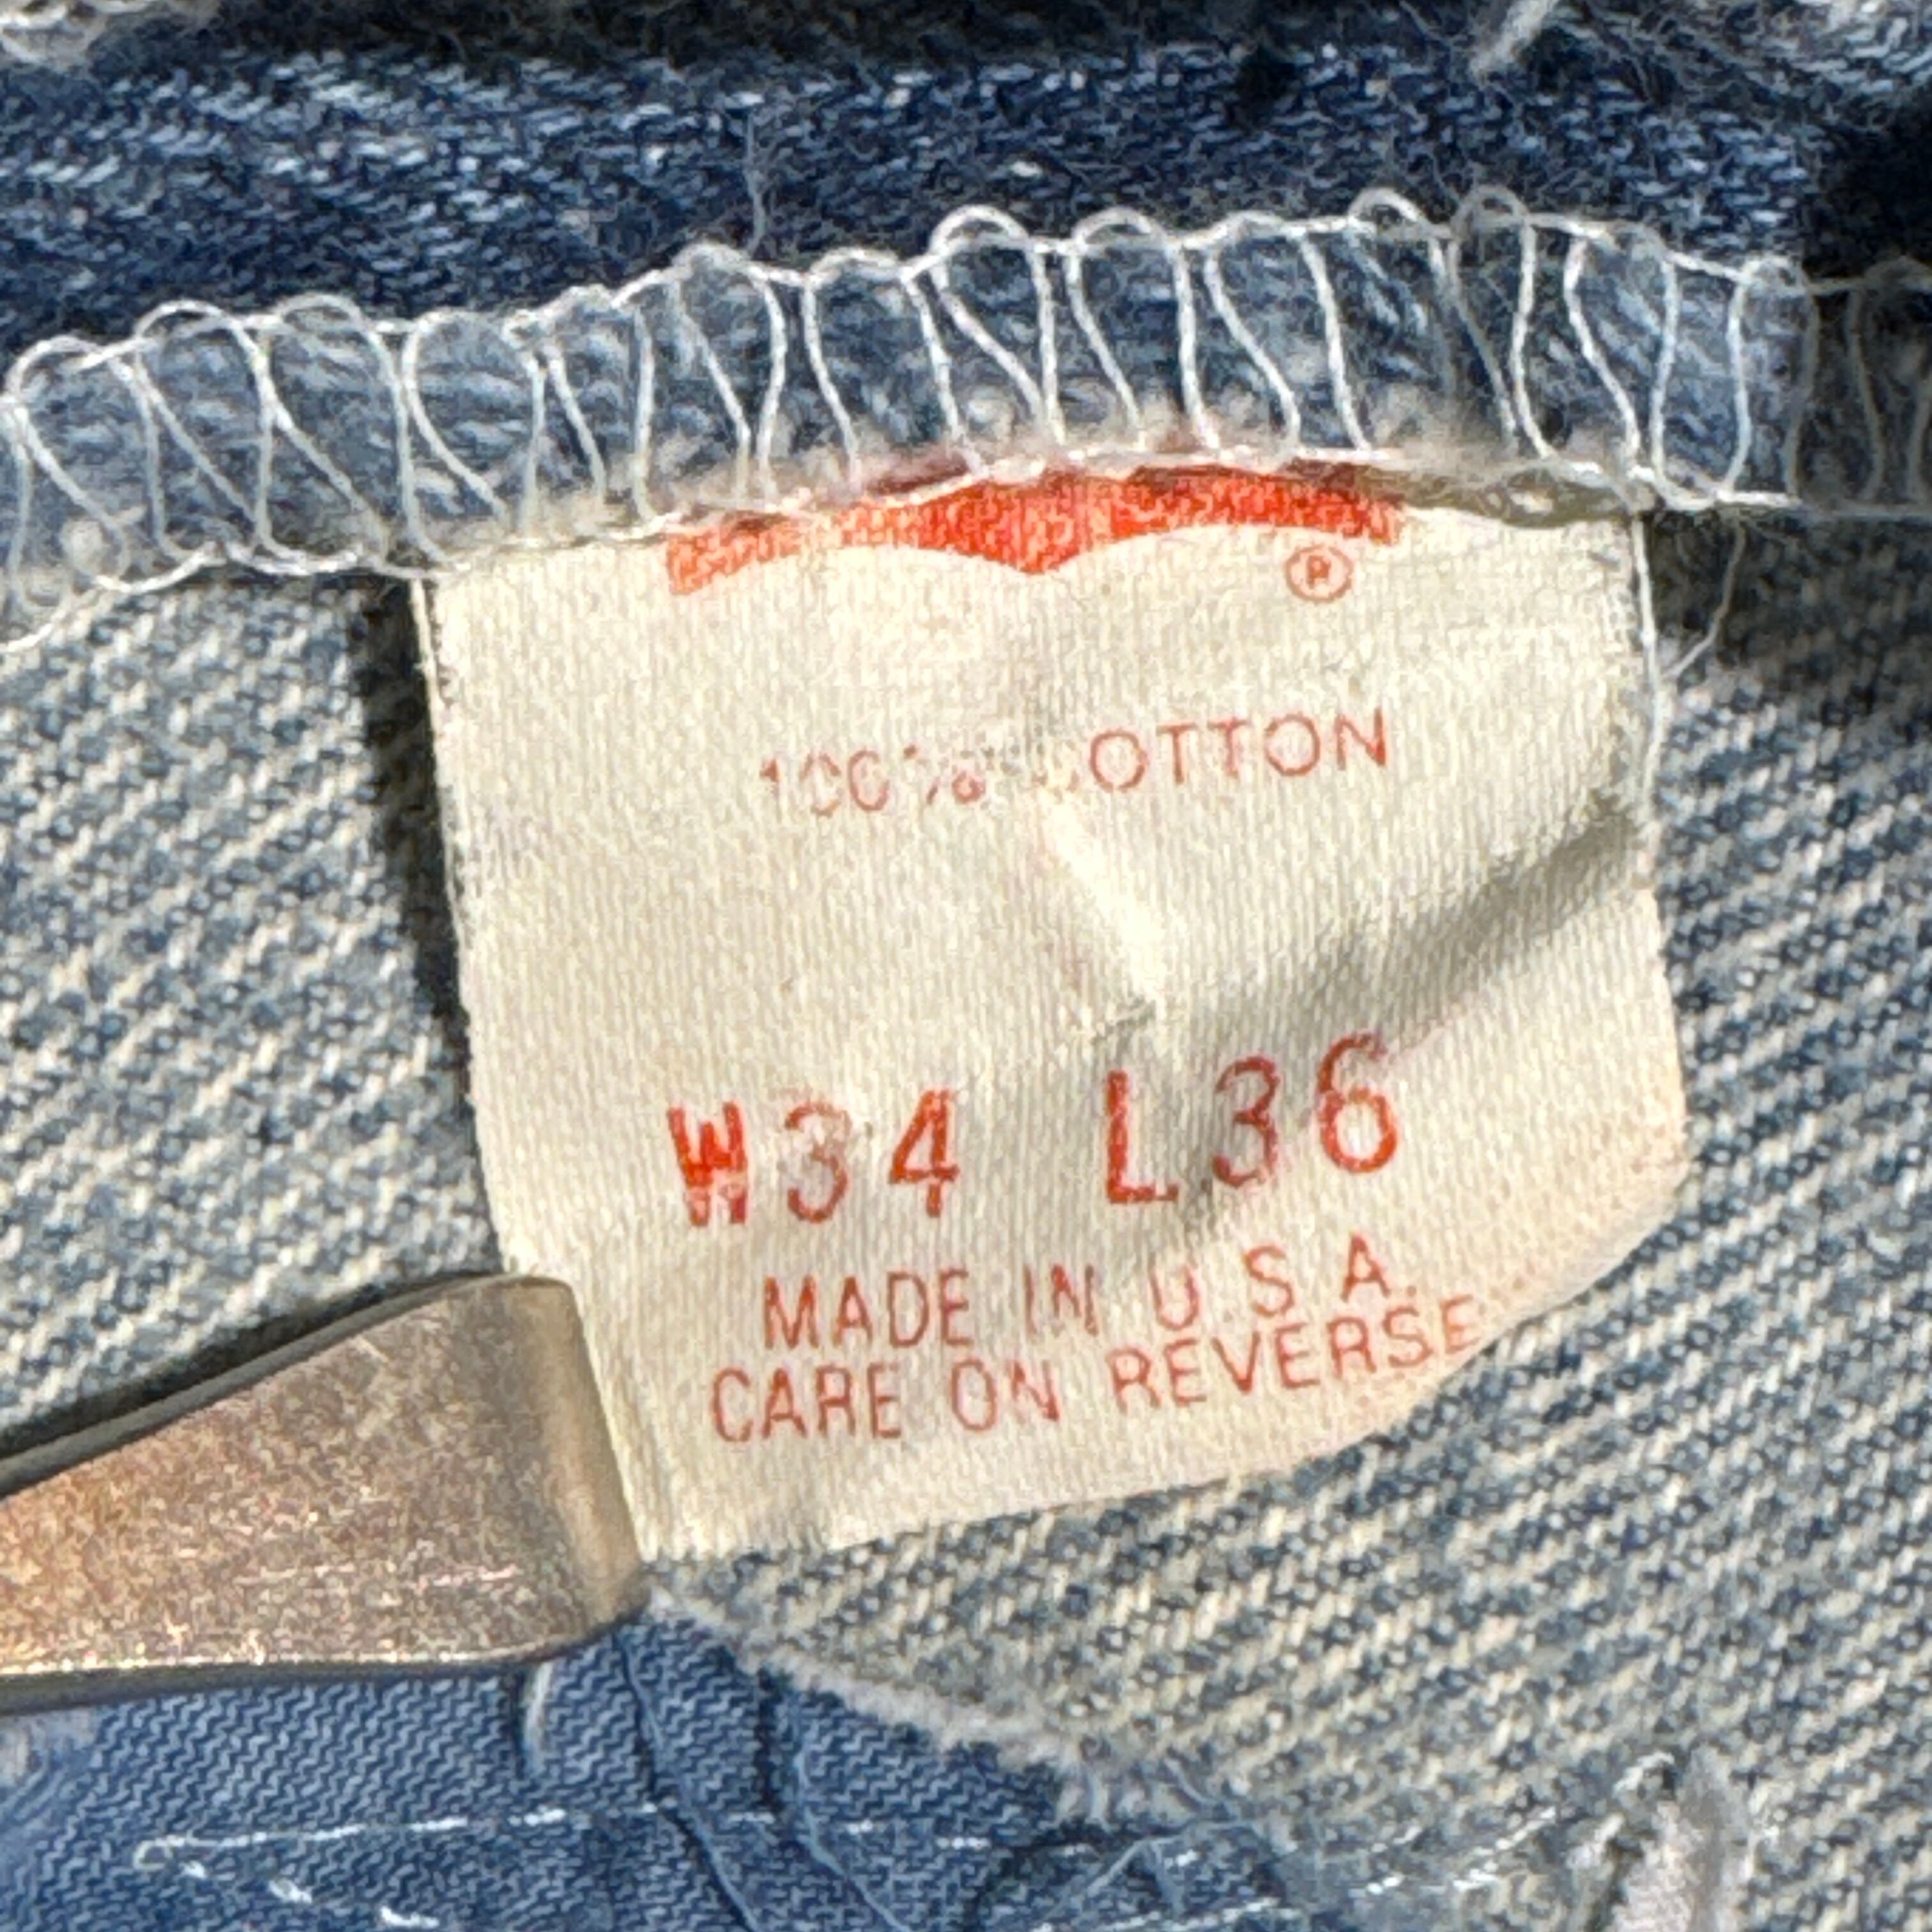 ®
100% COTTON
W34 L36
MADE IN U S A.
CARE ON REVERSE